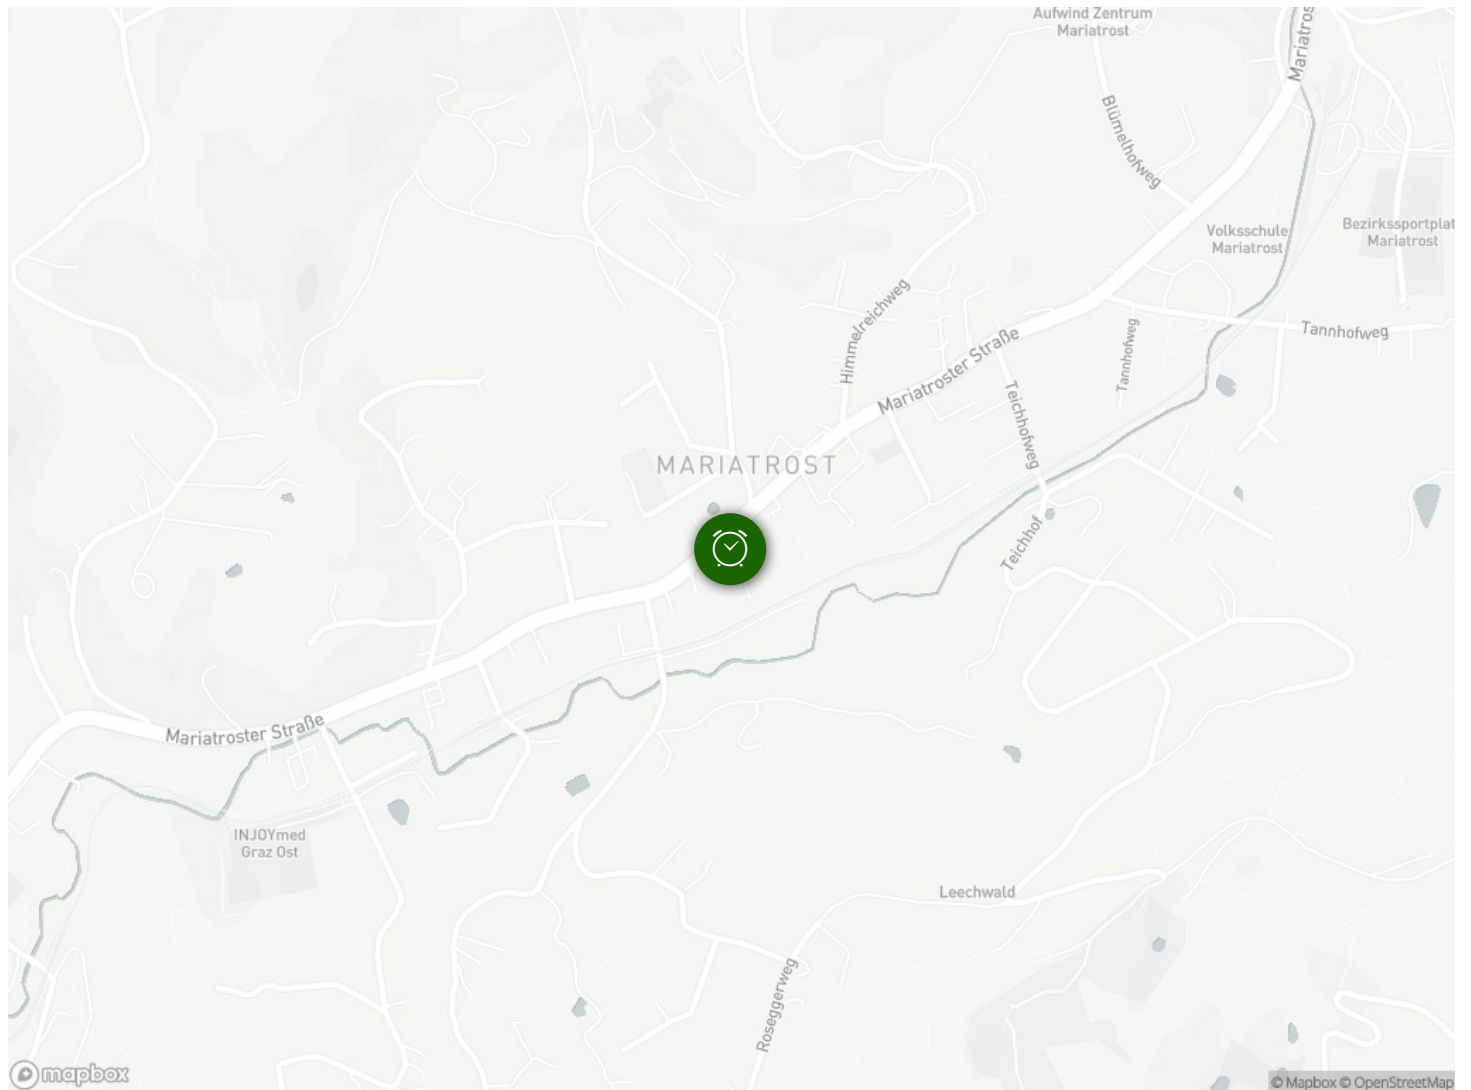 Aufwind Zentrum
Mariatrost
Mariatros
Blümelhofweg
Volksschule
Mariatrost
Bezirkssportplat
Mariatrost
Himmelreichweg
Tannhofweg
Tannhofweg
Mariatroster Straße
Teichhofweg
MARIATROST
Teichhof
Mariatroster Straße
INJOYmed
Graz Ost
Leechwald
Roseggerweg
mapbox
© Mapbox © OpenStreetMap